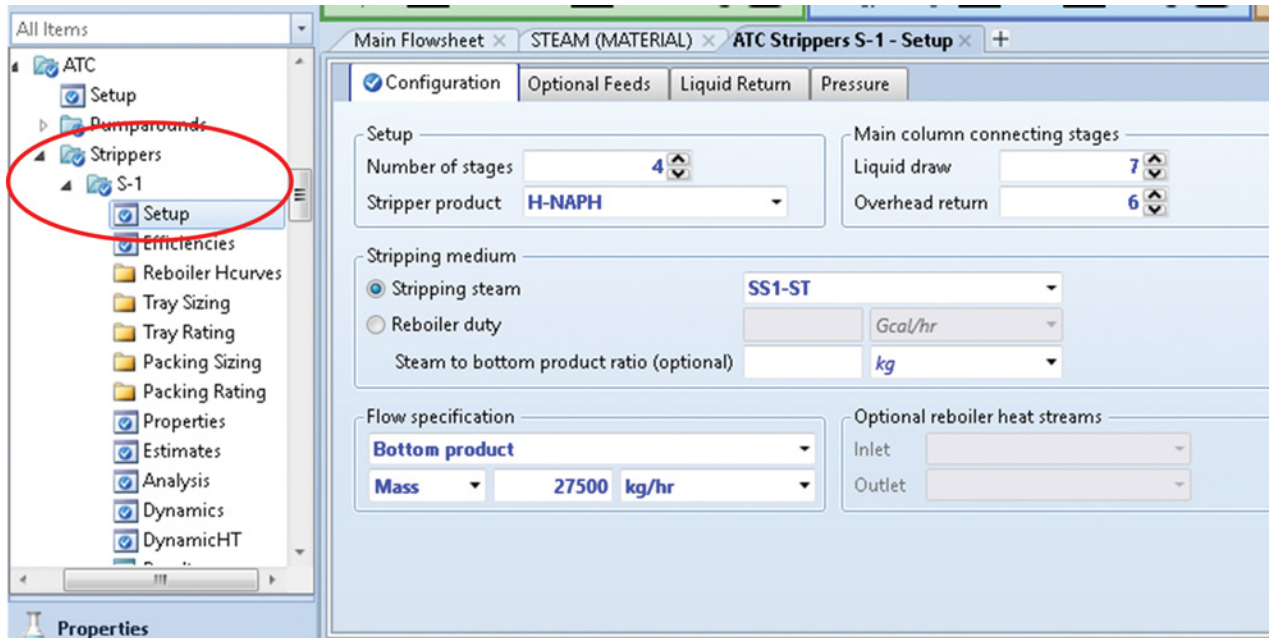 All Items
ATC
Setup
Pumparounds
Strippers
S-1
Setup
Efficiencies
Reboiler Hcurves
Tray Sizing
Tray Rating
Packing Sizing
Packing Rating
Properties
Estimates
Analysis
Dynamics
DynamicHT
Properties
Main Flowsheet STEAM (MATERIAL) ATC Strippers S-1 - Setup +
Configuration Optional Feeds Liquid Return Pressure
Setup
Number of stages 4
Stripper product H-NAPH
Main column connecting stages
Liquid draw 7
Overhead return 6
Stripping medium
Stripping steam SS1-ST
Reboiler duty Gcal/hr
Steam to bottom product ratio (optional) kg
Flow specification
Bottom product
Mass 27500 kg/hr
Optional reboiler heat streams
Inlet
Outlet